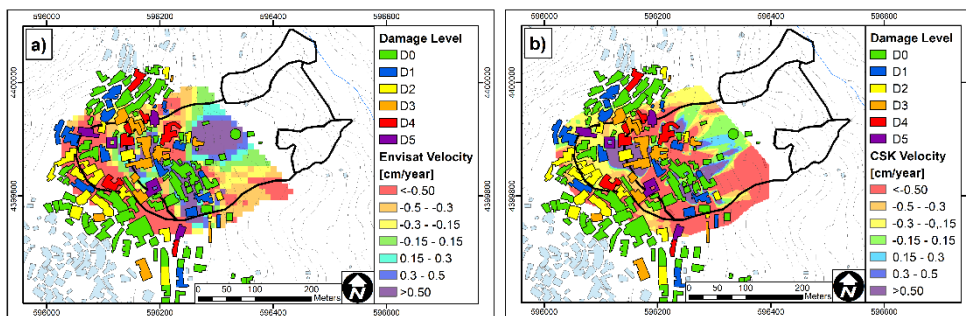 596000 596200 596400 596600
a)
Damage Level
D0
D1
D2
D3
D4
D5
Envisat Velocity
[cm/year]
<-0.50
-0.5 - -0.3
-0.3 - -0.15
-0.15 - 0.15
0.15 - 0.3
0.3 - 0.5
>0.50
4400000
4399800
0 50 100 200
Meters
N
596000 596200 596400 596600
596000 596200 596400 596600
b)
Damage Level
D0
D1
D2
D3
D4
D5
CSK Velocity
[cm/year]
<-0.50
-0.5 - -0.3
-0.3 - -0.15
-0.15 - 0.15
0.15 - 0.3
0.3 - 0.5
>0.50
4400000
4399800
0 50 100 200
Meters
N
596000 596200 596400 596600